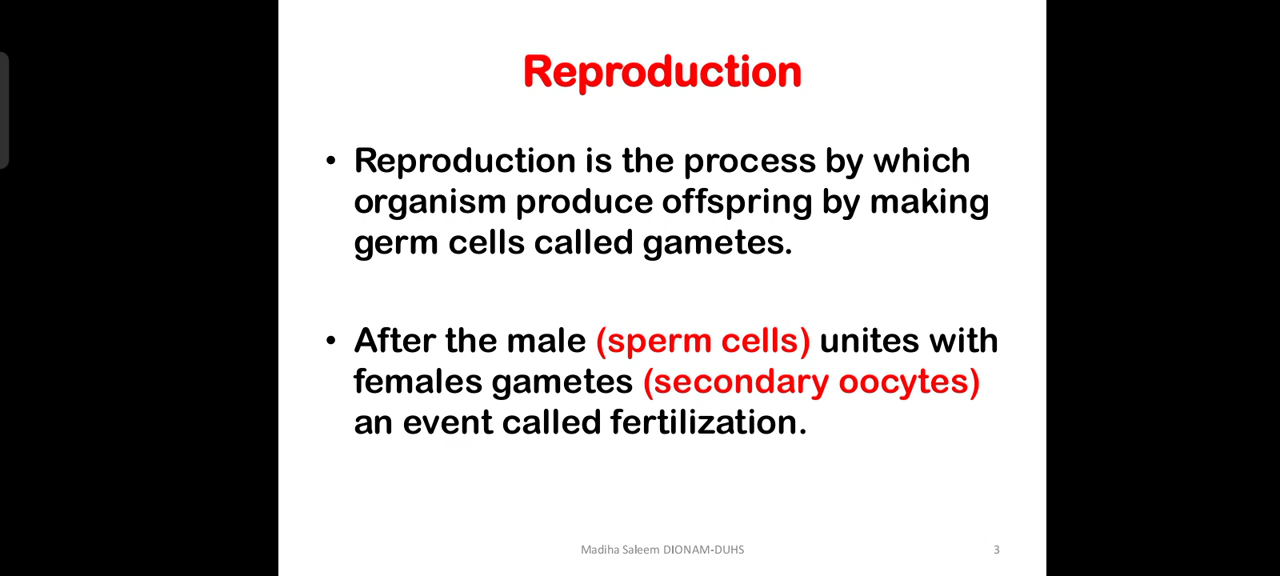 Reproduction
• Reproduction is the process by which
organism produce offspring by making
germ cells called gametes.
• After the male (sperm cells) unites with
females gametes (secondary oocytes)
an event called fertilization.
Madiha Saleem DIONAM-DUHS
3